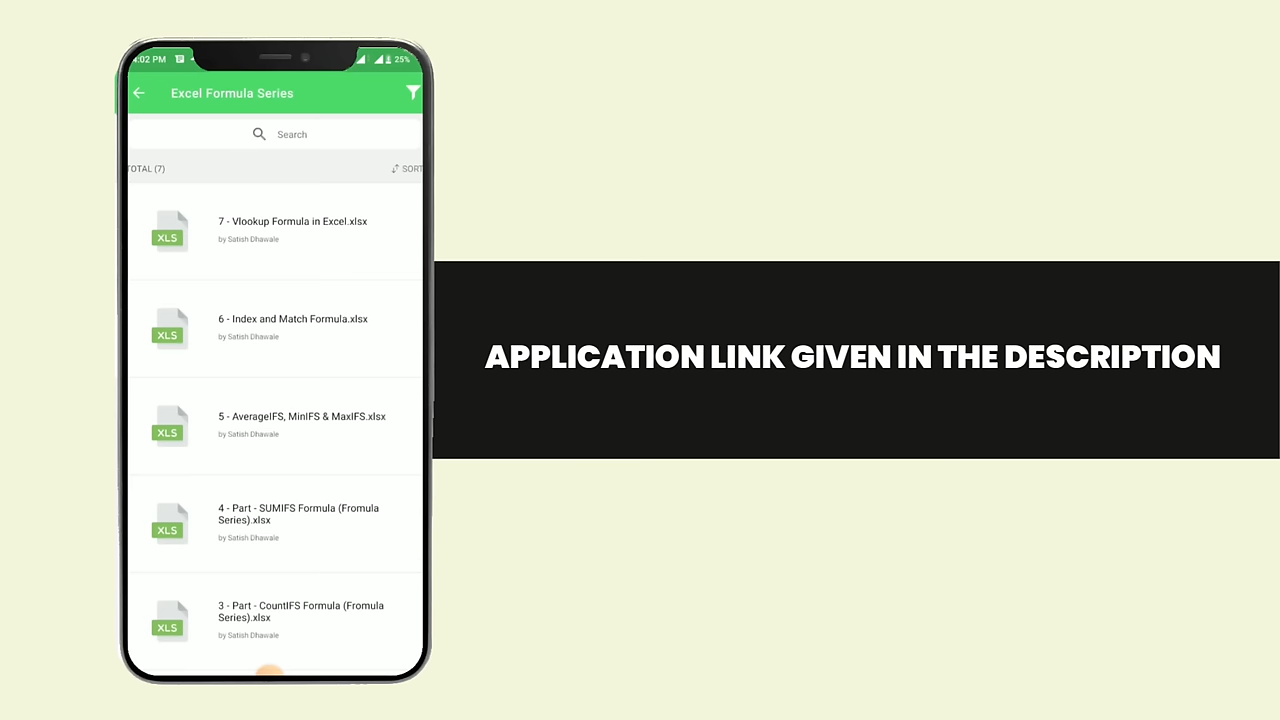 :02 PM
25%
Excel Formula Series
Search
TOTAL (7)
SORT
7 - Vlookup Formula in Excel.xlsx
by Satish Dhawale
XLS
6 - Index and Match Formula.xlsx
by Satish Dhawale
XLS
5 - AverageIFS, MinIFS & MaxIFS.xlsx
by Satish Dhawale
XLS
4 - Part - SUMIFS Formula (Fromula
Series).xlsx
by Satish Dhawale
XLS
3 - Part - CountIFS Formula (Fromula
Series).xlsx
by Satish Dhawale
XLS
APPLICATION LINK GIVEN IN THE DESCRIPTION